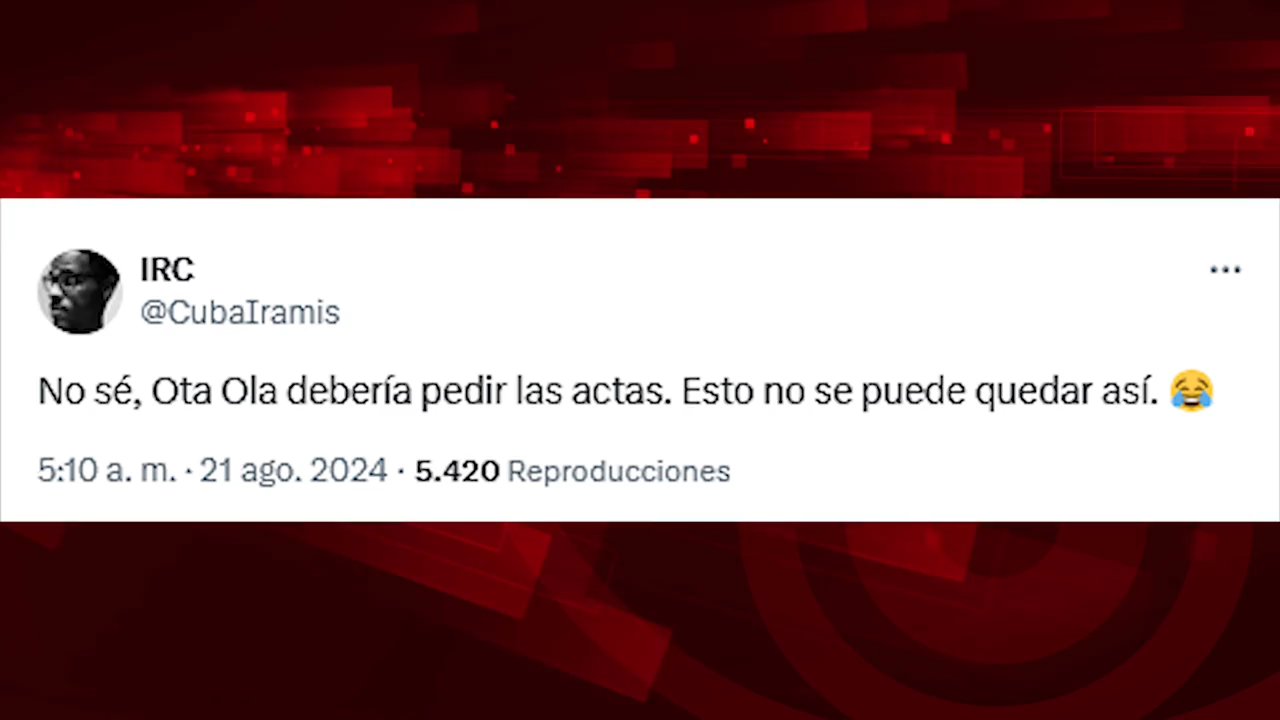 IRC
@CubaIramis
No sé, Ota Ola debería pedir las actas. Esto no se puede quedar así. 😂
5:10 a. m. · 21 ago. 2024 · 5.420 Reproducciones